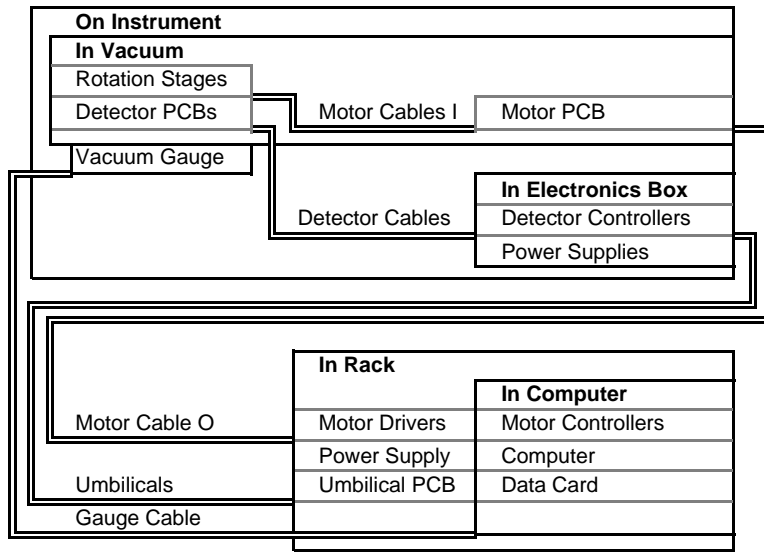 On Instrument
In Vacuum
Rotation Stages
Detector PCBs Motor Cables I Motor PCB
Vacuum Gauge
In Electronics Box
Detector Cables Detector Controllers
Power Supplies
In Rack
In Computer
Motor Cable O Motor Drivers Motor Controllers
Power Supply Computer
Umbilicals Umbilical PCB Data Card
Gauge Cable